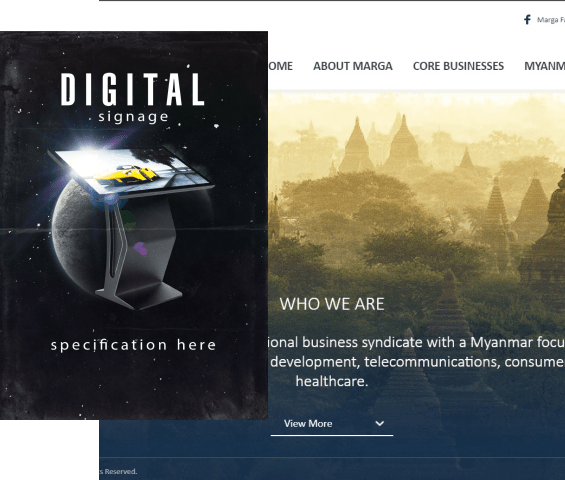 Marga
OME ABOUT MARGA CORE BUSINESSES MYANM
DIGITAL
signage
WHO WE ARE
ional business syndicate with a Myanmar focu
development, telecommunications, consume
healthcare.
specification here
View More
s Reserved.